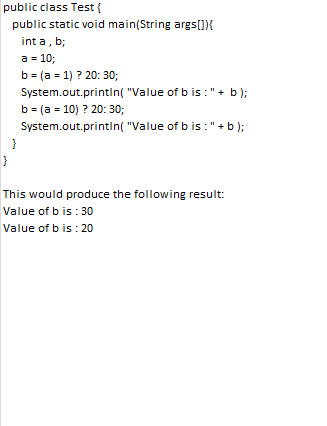 public class Test {
public static void main(String args[]){
int a , b;
a = 10;
b = (a = 1) ? 20: 30;
System.out.println( "Value of b is : " +  b );
b = (a = 10) ? 20: 30;
System.out.println( "Value of b is : " + b );
}
}
This would produce the following result:
Value of b is : 30
Value of b is : 20